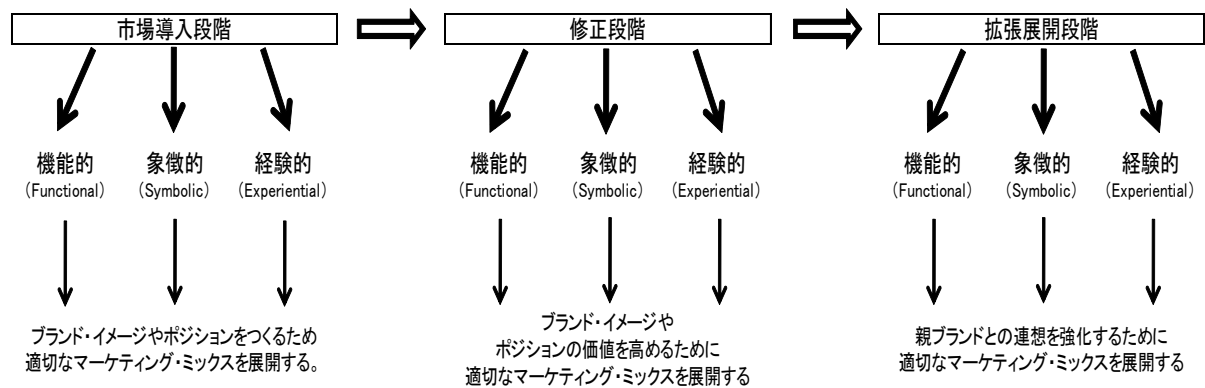 市場導入段階
修正段階
拡張展開段階
機能的
(Functional)
象徴的
(Symbolic)
経験的
(Experiential)
機能的
(Functional)
象徴的
(Symbolic)
経験的
(Experiential)
機能的
(Functional)
象徴的
(Symbolic)
経験的
(Experiential)
ブランド・イメージやポジションをつくるため
適切なマーケティング・ミックスを展開する。
ブランド・イメージや
ポジションの価値を高めるために
適切なマーケティング・ミックスを展開する
親ブランドとの連想を強化するために
適切なマーケティング・ミックスを展開する